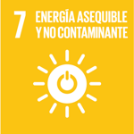 7 ENERGÍA ASEQUIBLE
Y NO CONTAMINANTE